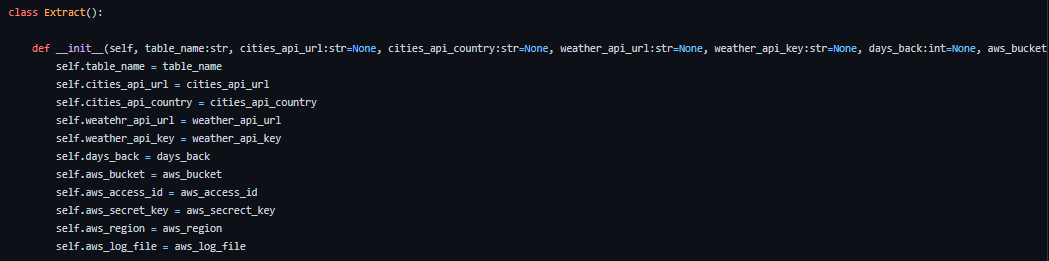 class Extract():
def __init__(self, table_name:str, cities_api_url:str=None, cities_api_country:str=None, weather_api_url:str=None, weather_api_key:str=None, days_back:int=None, aws_bucket
self.table_name = table_name
self.cities_api_url = cities_api_url
self.cities_api_country = cities_api_country
self.weatehr_api_url = weather_api_url
self.weather_api_key = weather_api_key
self.days_back = days_back
self.aws_bucket = aws_bucket
self.aws_access_id = aws_access_id
self.aws_secret_key = aws_secrect_key
self.aws_region = aws_region
self.aws_log_file = aws_log_file